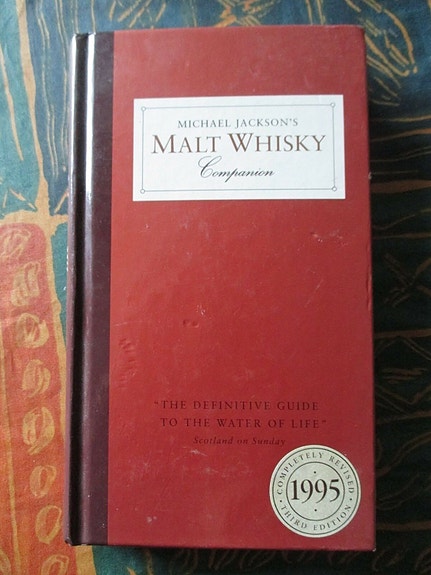 MICHAEL JACKSON'S
MALT WHISKY
Companion
"THE DEFINITIVE GUIDE
TO THE WATER OF LIFE"
Scotland on Sunday
COMPLETELY REVISED
1995
THIRD EDITION